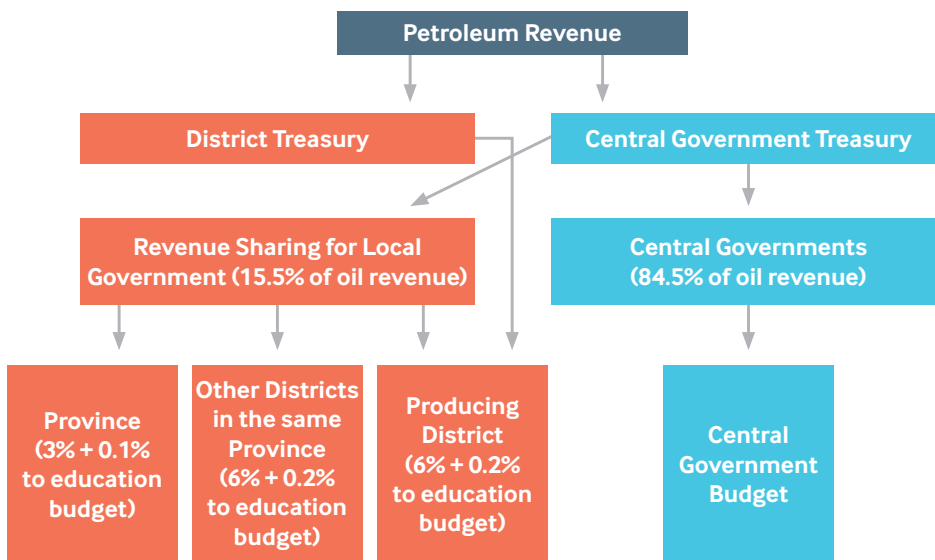 Petroleum Revenue
District Treasury
Central Government Treasury
Revenue Sharing for Local
Government (15.5% of oil revenue)
Central Governments
(84.5% of oil revenue)
Province
(3% + 0.1%
to education
budget)
Other Districts
in the same
Province
(6% + 0.2%
to education
budget)
Producing
District
(6% + 0.2%
to education
budget)
Central
Government
Budget